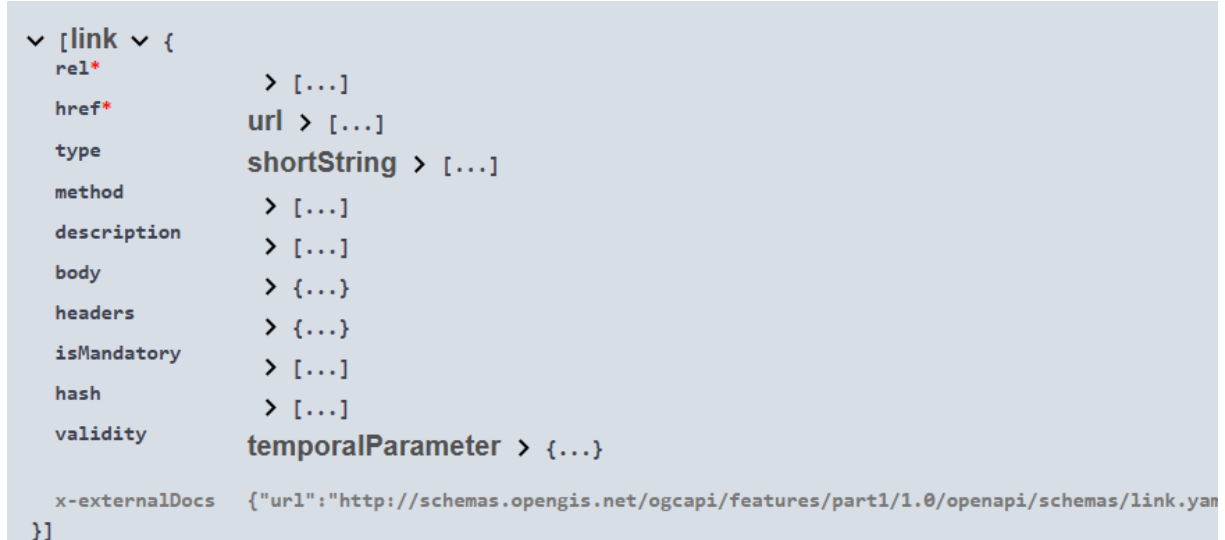 [link {
rel* [...]
href* url > [...]
type shortString > [...]
method > [...]
description > [...]
body > {...}
headers > {...}
isMandatory > [...]
hash > [...]
validity temporalParameter > {...}
x-externalDocs {"url":"http://schemas.opengis.net/ogcapi/features/part1/1.0/openapi/schemas/link.yam
}]